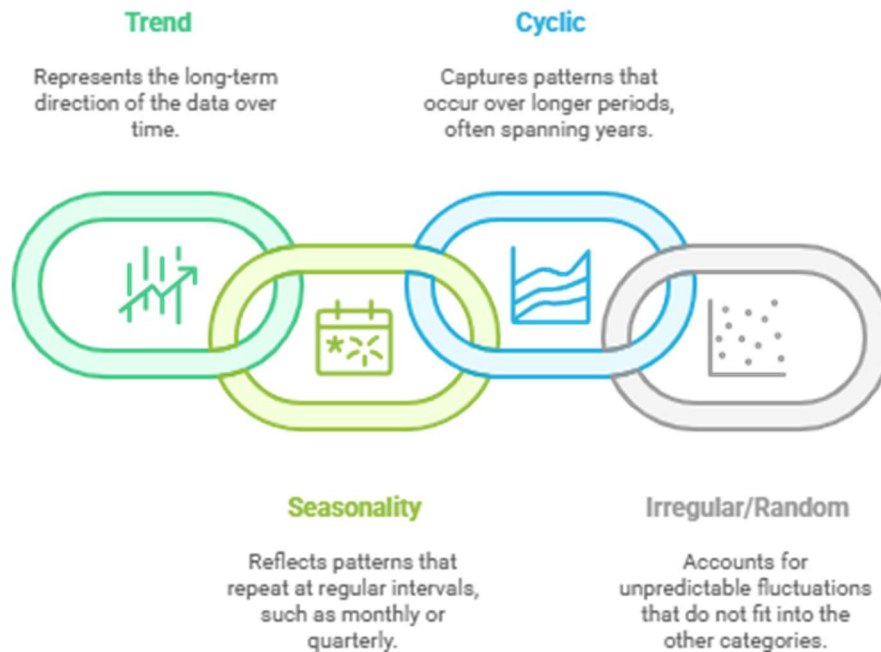 Trend
Represents the long-term
direction of the data over
time.
Cyclic
Captures patterns that
occur over longer periods,
often spanning years.
Seasonality
Reflects patterns that
repeat at regular intervals,
such as monthly or
quarterly.
Irregular/Random
Accounts for
unpredictable fluctuations
that do not fit into the
other categories.